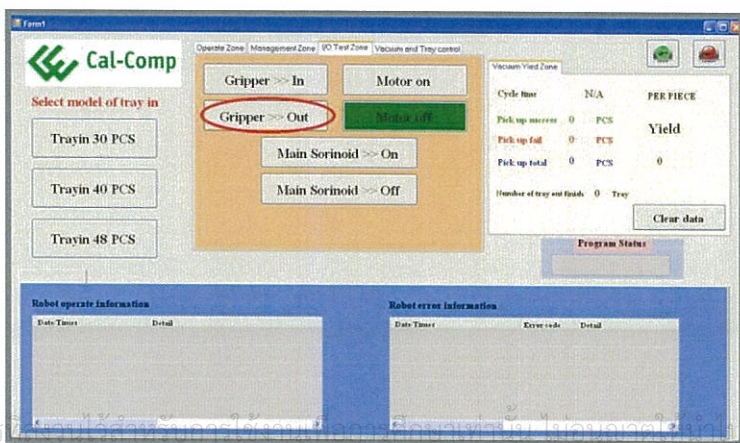 Form1
Cal-Comp
Select model of tray in
Trayin 30 PCS
Trayin 40 PCS
Trayin 48 PCS
Operate Zone Management Zone I/O Test Zone Vacuum and Tray control
Gripper >> In Motor on
Gripper >> Out Motor off
Main Sorinoid >> On
Main Sorinoid >> Off
Vacuum Yied Zone
Cycle time N/A PER PIECE
Pick up success 0 PCS Yield
Pick up fail 0 PCS
Pick up total 0 PCS 0
Number of tray out finish 0 Tray
Clear data
Program Status
Robot operate information
Date Timer Detail
Robot error information
Date Timer Error code Detail